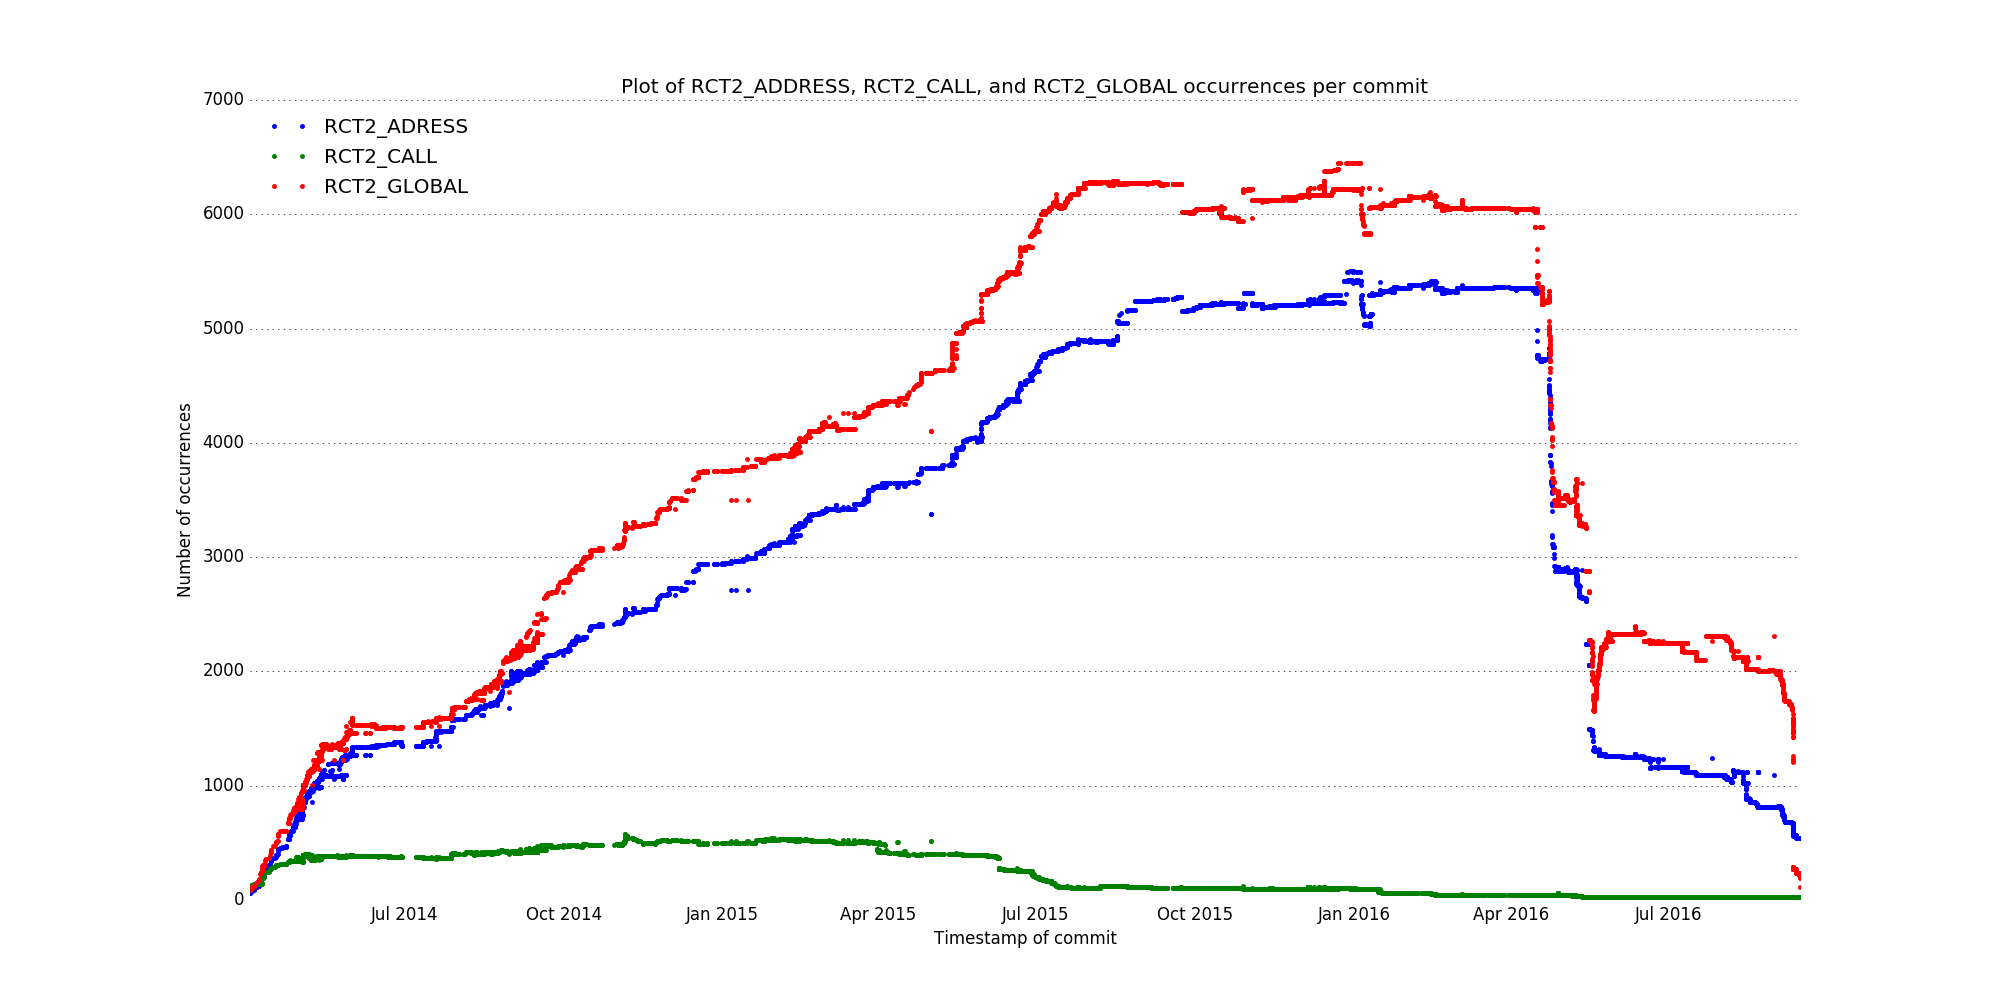 Plot of RCT2_ADDRESS, RCT2_CALL, and RCT2_GLOBAL occurrences per commit
7000
RCT2_ADRESS
RCT2_CALL
RCT2_GLOBAL
6000
5000
4000
Number of occurrences
3000
2000
1000
0
Jul 2014 Oct 2014 Jan 2015 Apr 2015 Jul 2015 Oct 2015 Jan 2016 Apr 2016 Jul 2016
Timestamp of commit